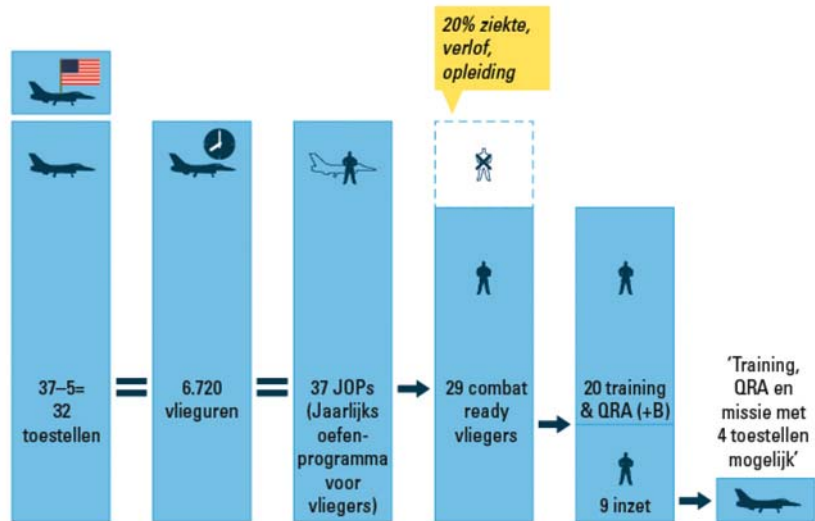 20% ziekte,
verlof,
opleiding
37–5=
32
toestellen
6.720
vlieguren
37 JOPs
(Jaarlijks
oefen-
programma
voor
vliegers)
29 combat
ready
vliegers
20 training
& QRA (+B)
9 inzet
'Training,
QRA en
missie met
4 toestellen
mogelijk'